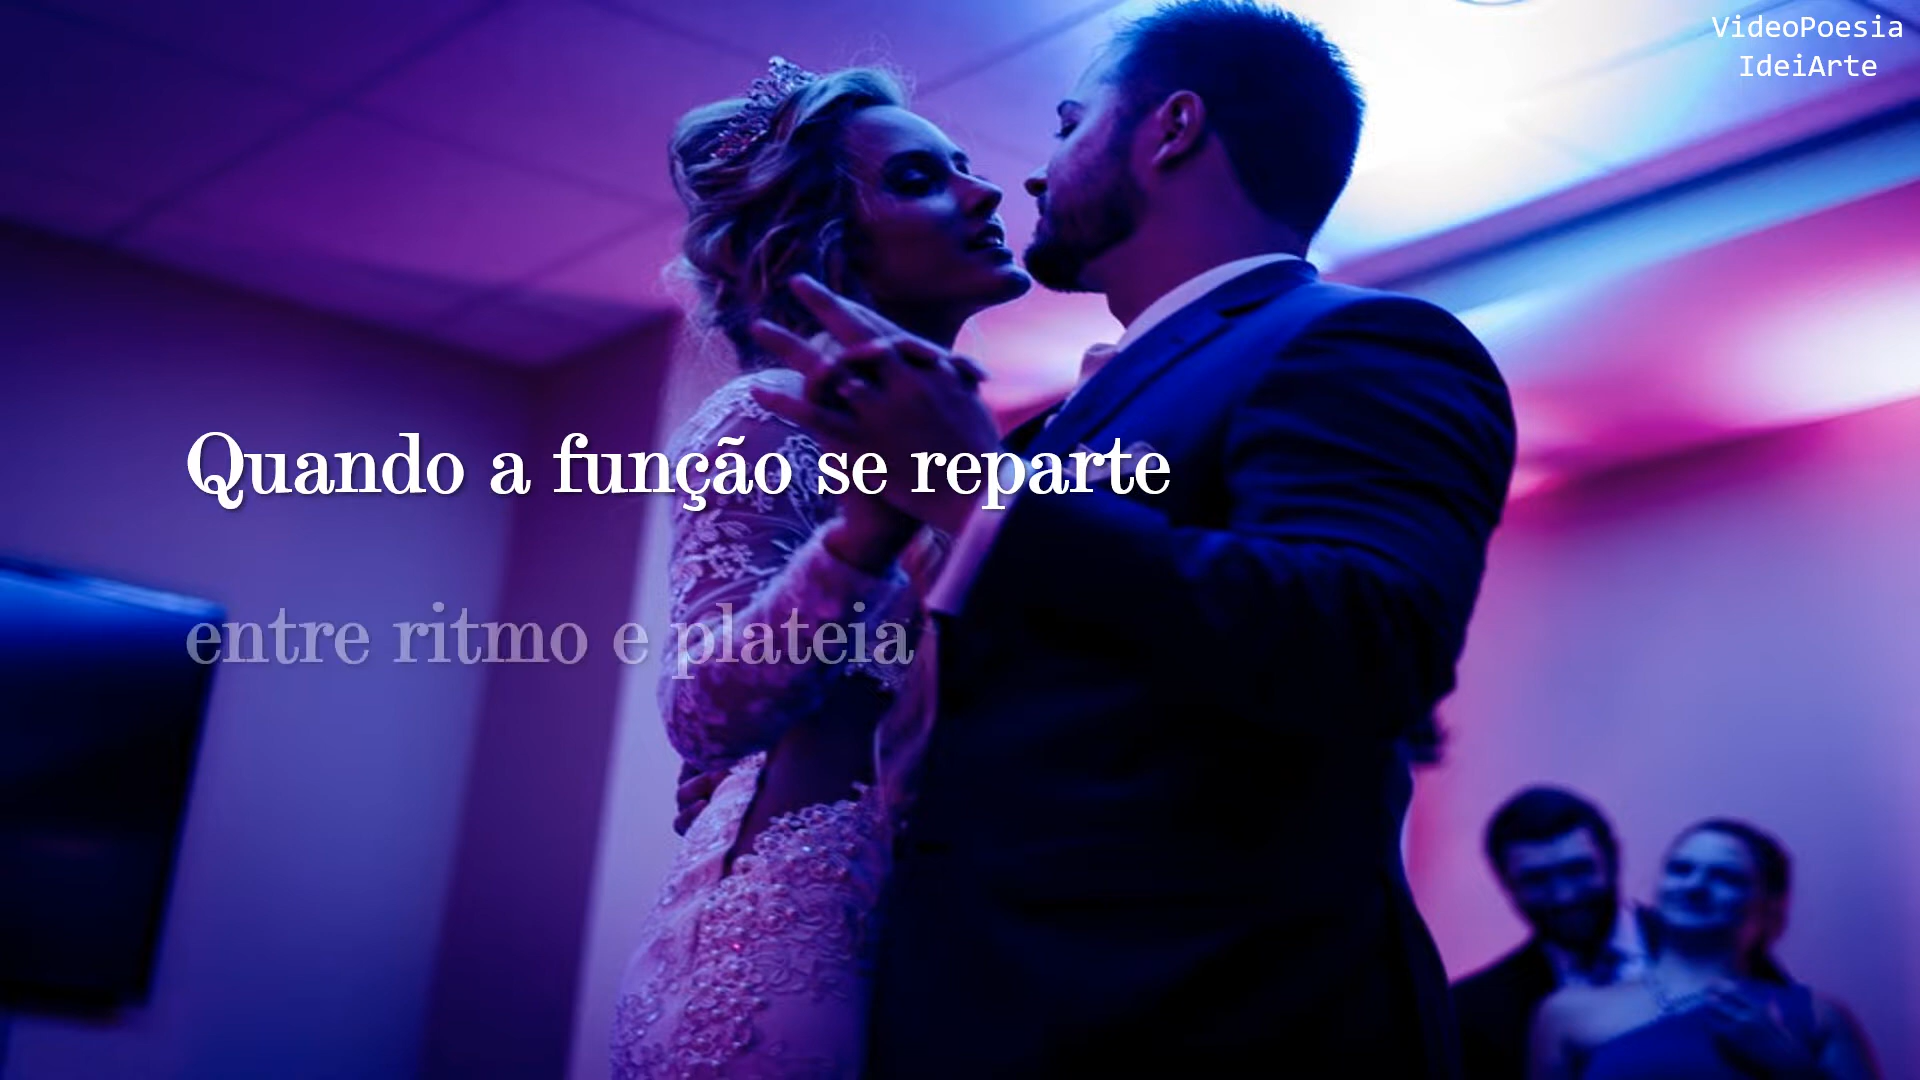 VideoPoesia
IdeiArte
Quando a função se reparte
entre ritmo e plateia